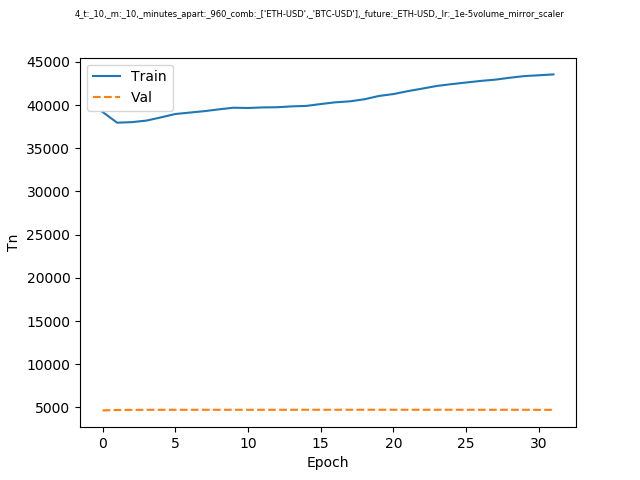 4_t:_10,_m:_10,_minutes_apart:_960_comb:_['ETH-USD',_'BTC-USD'],_future:_ETH-USD,_lr:_1e-5volume_mirror_scaler
45000
Train
Val
40000
35000
30000
25000
Tn
20000
15000
10000
5000
0 5 10 15 20 25 30
Epoch